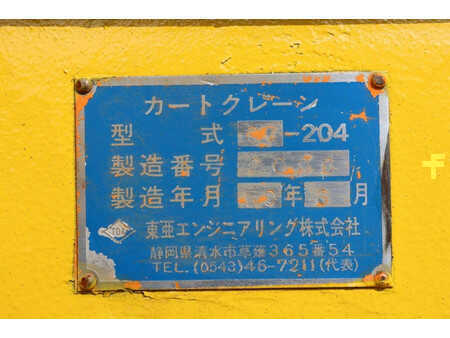 カートクレーン
型式 -204
製造番号
製造年月 年 月
TOA 東亜エンジニアリング株式会社
静岡県清水市草薙365番54
TEL.(0543)46-7211(代表)